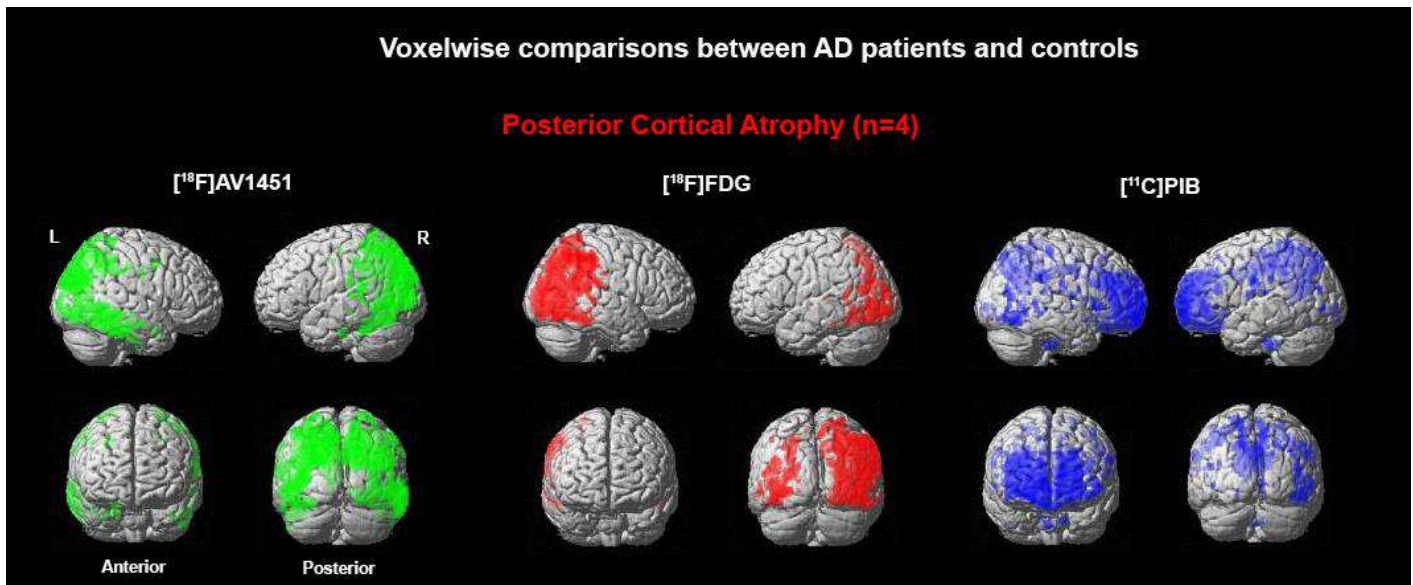 Voxelwise comparisons between AD patients and controls
Posterior Cortical Atrophy (n=4)
[¹⁸F]AV1451
[¹⁸F]FDG
[¹¹C]PIB
L
R
Anterior
Posterior